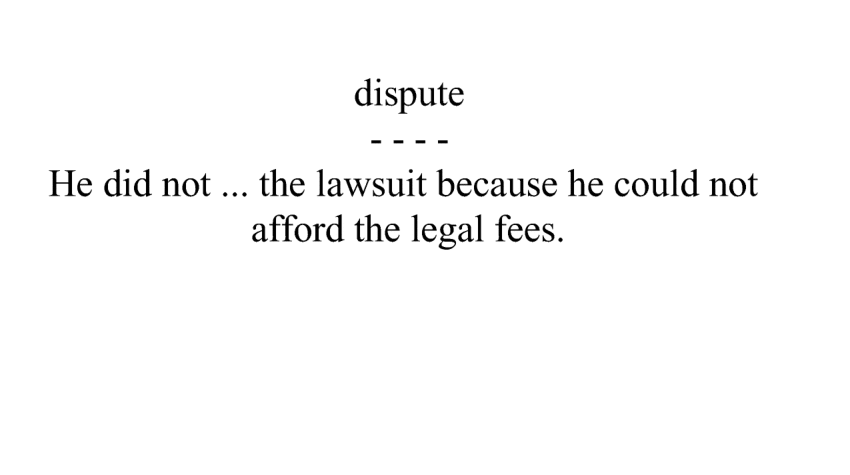 dispute
- - - -
He did not ... the lawsuit because he could not
afford the legal fees.